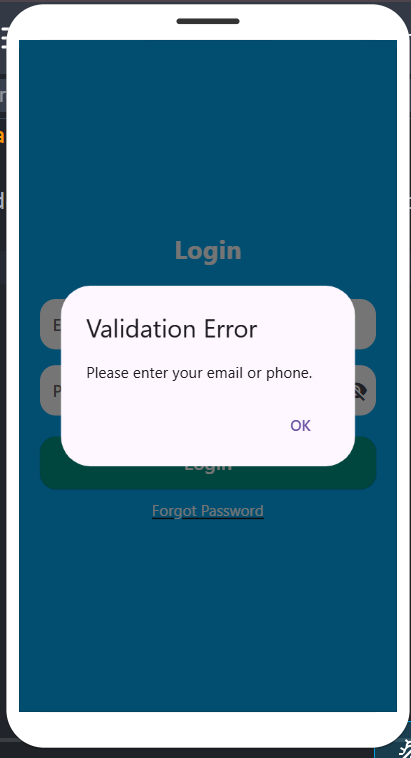 Login
E
Validation Error
Please enter your email or phone.
P
OK
Login
Forgot Password